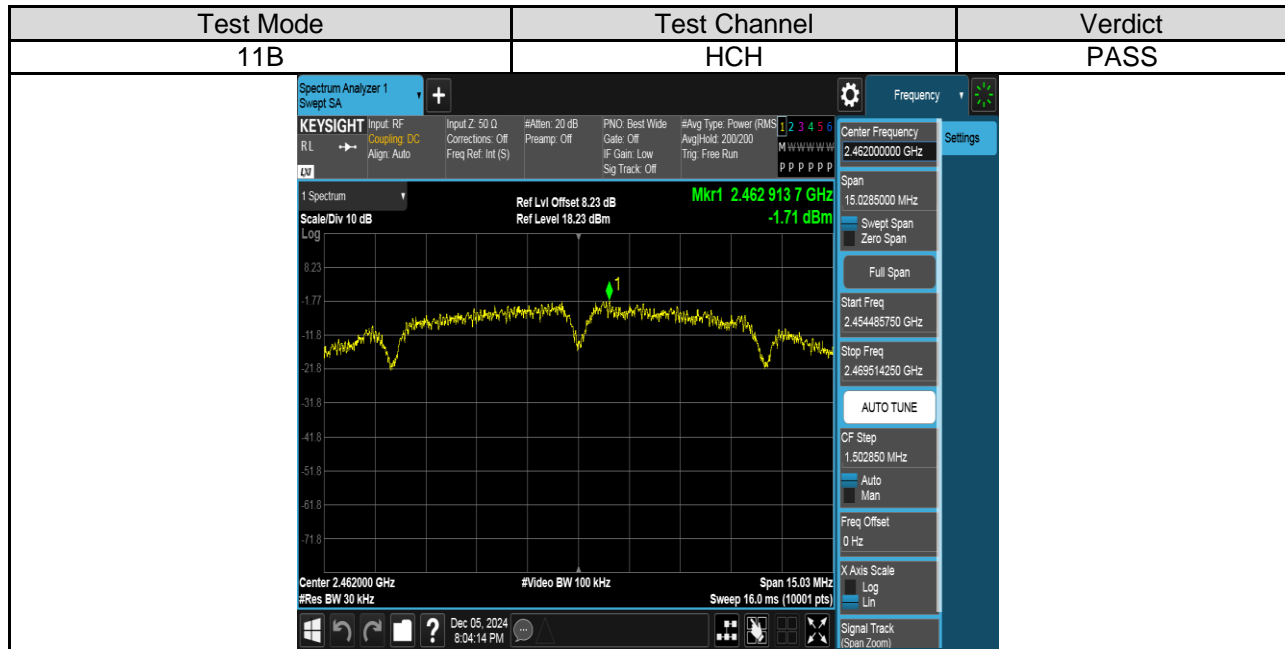 Test Mode Test Channel Verdict
11B HCH PASS
Spectrum Analyzer 1
Swept SA
+
Frequency
KEYSIGHT
RL
LXI
Input: RF
Coupling: DC
Align: Auto
Input Z: 50 Ω
Corrections: Off
Freq Ref: Int (S)
#Atten: 20 dB
Preamp: Off
PNO: Best Wide
Gate: Off
IF Gain: Low
Sig Track: Off
#Avg Type: Power (RMS
Avg|Hold: 200/200
Trig: Free Run
1 2 3 4 5 6
M W W W W W
P P P P P P
1 Spectrum
Scale/Div 10 dB
Log
Ref Lvl Offset 8.23 dB
Ref Level 18.23 dBm
Mkr1 2.462 913 7 GHz
-1.71 dBm
1
8.23
-1.77
-11.8
-21.8
-31.8
-41.8
-51.8
-61.8
-71.8
Center 2.462000 GHz
#Res BW 30 kHz
#Video BW 100 kHz
Span 15.03 MHz
Sweep 16.0 ms (10001 pts)
?
Dec 05, 2024
8:04:14 PM
Center Frequency
2.462000000 GHz
Settings
Span
15.0285000 MHz
Swept Span
Zero Span
Full Span
Start Freq
2.454485750 GHz
Stop Freq
2.469514250 GHz
AUTO TUNE
CF Step
1.502850 MHz
Auto
Man
Freq Offset
0 Hz
X Axis Scale
Log
Lin
Signal Track
(Span Zoom)